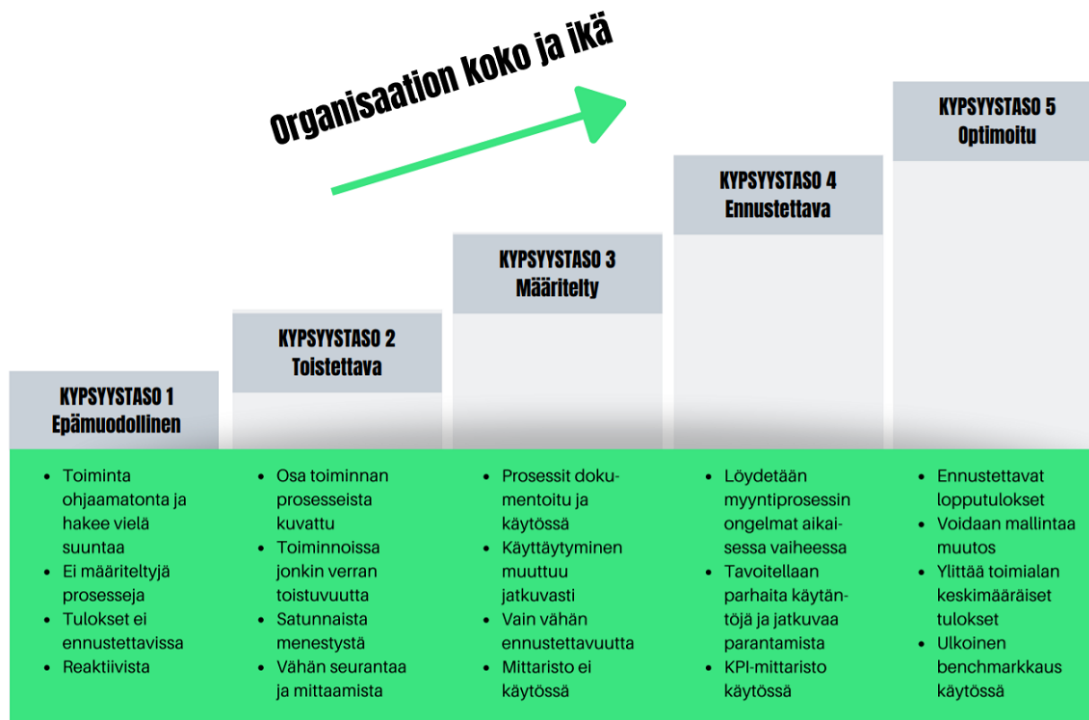 Organisaation koko ja ikä
KYPSYYSTASO 1
Epämuodollinen
• Toiminta
ohjaamatonta ja
hakee vielä
suuntaa
• Ei määriteltyjä
prosesseja
• Tulokset ei
ennustettavissa
• Reaktiivista
KYPSYYSTASO 2
Toistettava
• Osa toiminnan
prosesseista
kuvattu
• Toiminnoissa
jonkin verran
toistuvuutta
• Satunnaista
menestystä
• Vähän seurantaa
ja mittaamista
KYPSYYSTASO 3
Määritelty
• Prosessit doku-
mentoitu ja
käytössä
• Käyttäytyminen
muuttuu
jatkuvasti
• Vain vähän
ennustettavuutta
• Mittaristo ei
käytössä
KYPSYYSTASO 4
Ennustettava
• Löydetään
myyntiprosessin
ongelmat aikai-
sessa vaiheessa
• Tavoitellaan
parhaita käytän-
töjä ja jatkuvaa
parantamista
• KPI-mittaristo
käytössä
KYPSYYSTASO 5
Optimoitu
• Ennustettavat
lopputulokset
• Voidaan mallintaa
muutos
• Ylittää toimialan
keskimääräiset
tulokset
• Ulkoinen
benchmarkkaus
käytössä